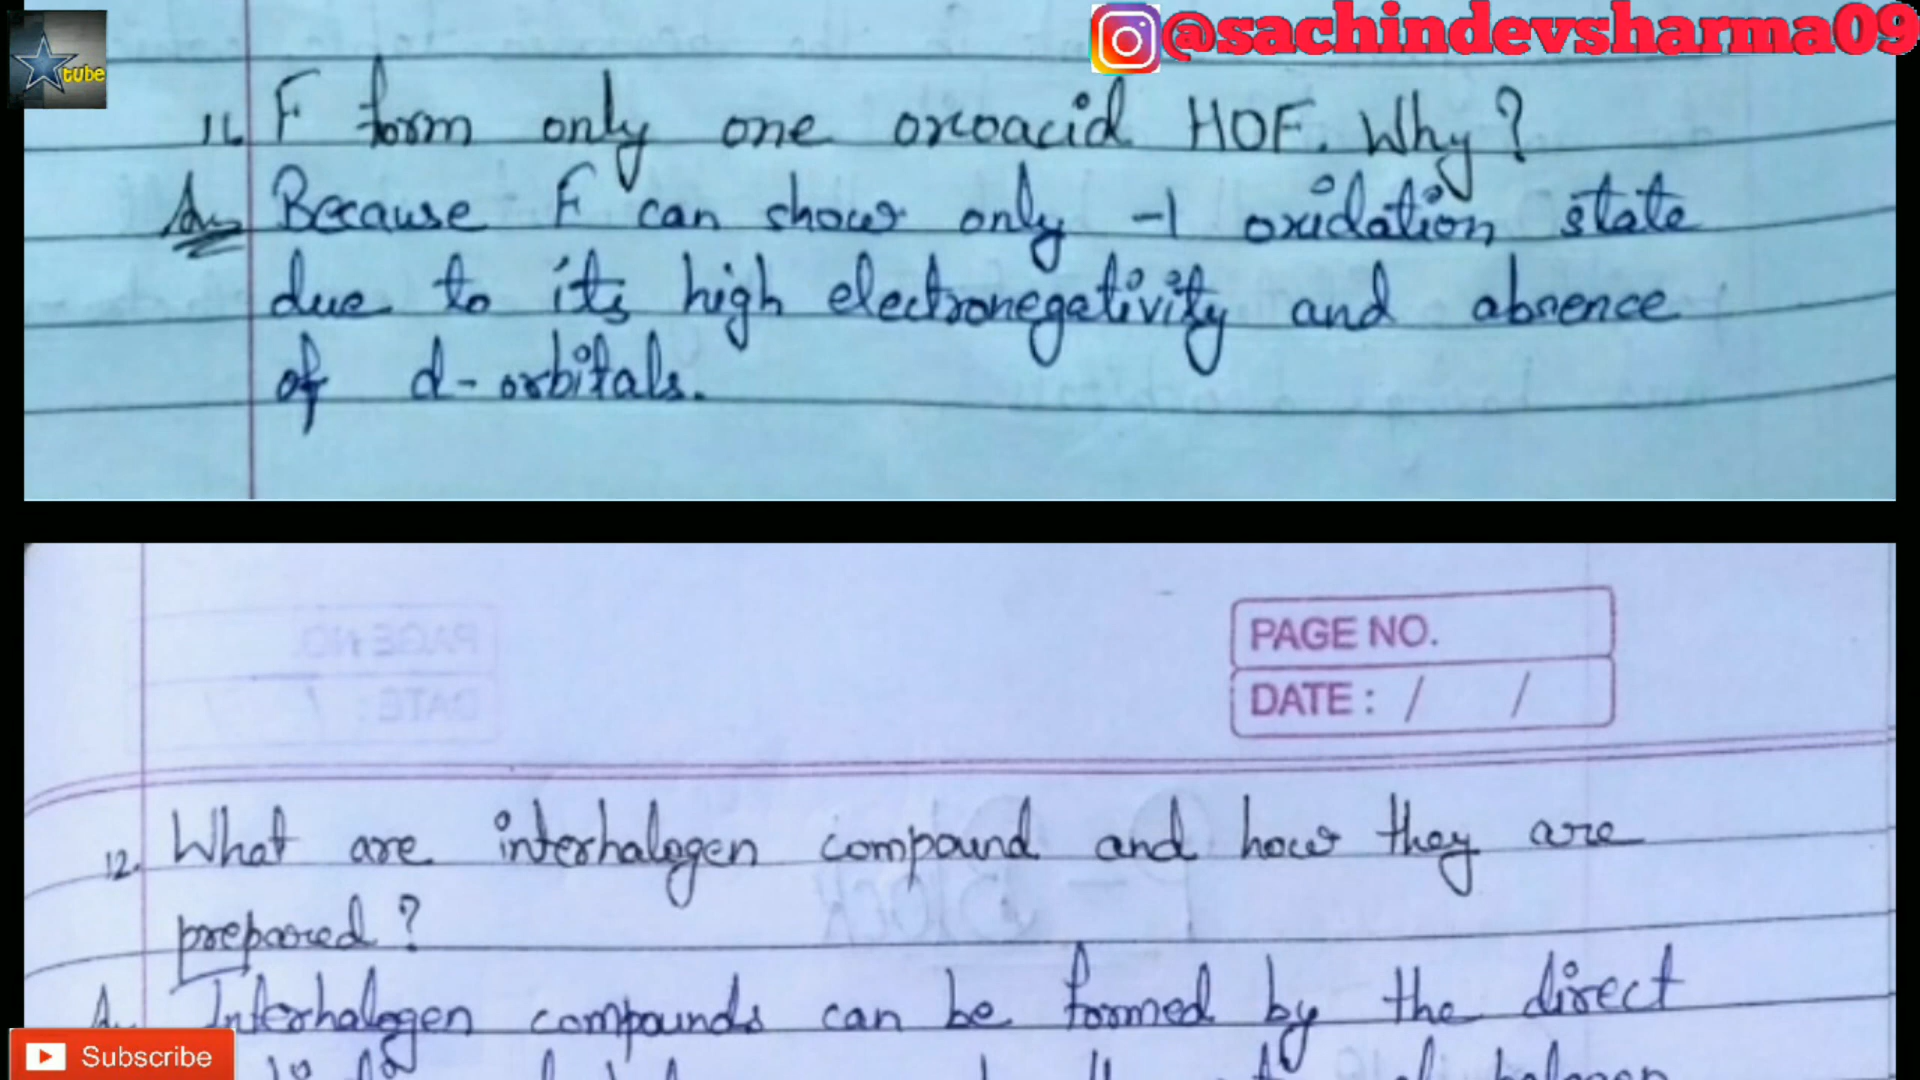 tube
@sachindevsharma09
11. F form only one oxoacid HOF. Why?
Ans Because F can show only -1 oxidation state
due to its high electronegativity and absence
of d-orbitals.
PAGE NO.
DATE: / /
12. What are interhalogen compound and how they are
prepared?
Interhalogen compounds can be formed by the direct
halogen
Subscribe